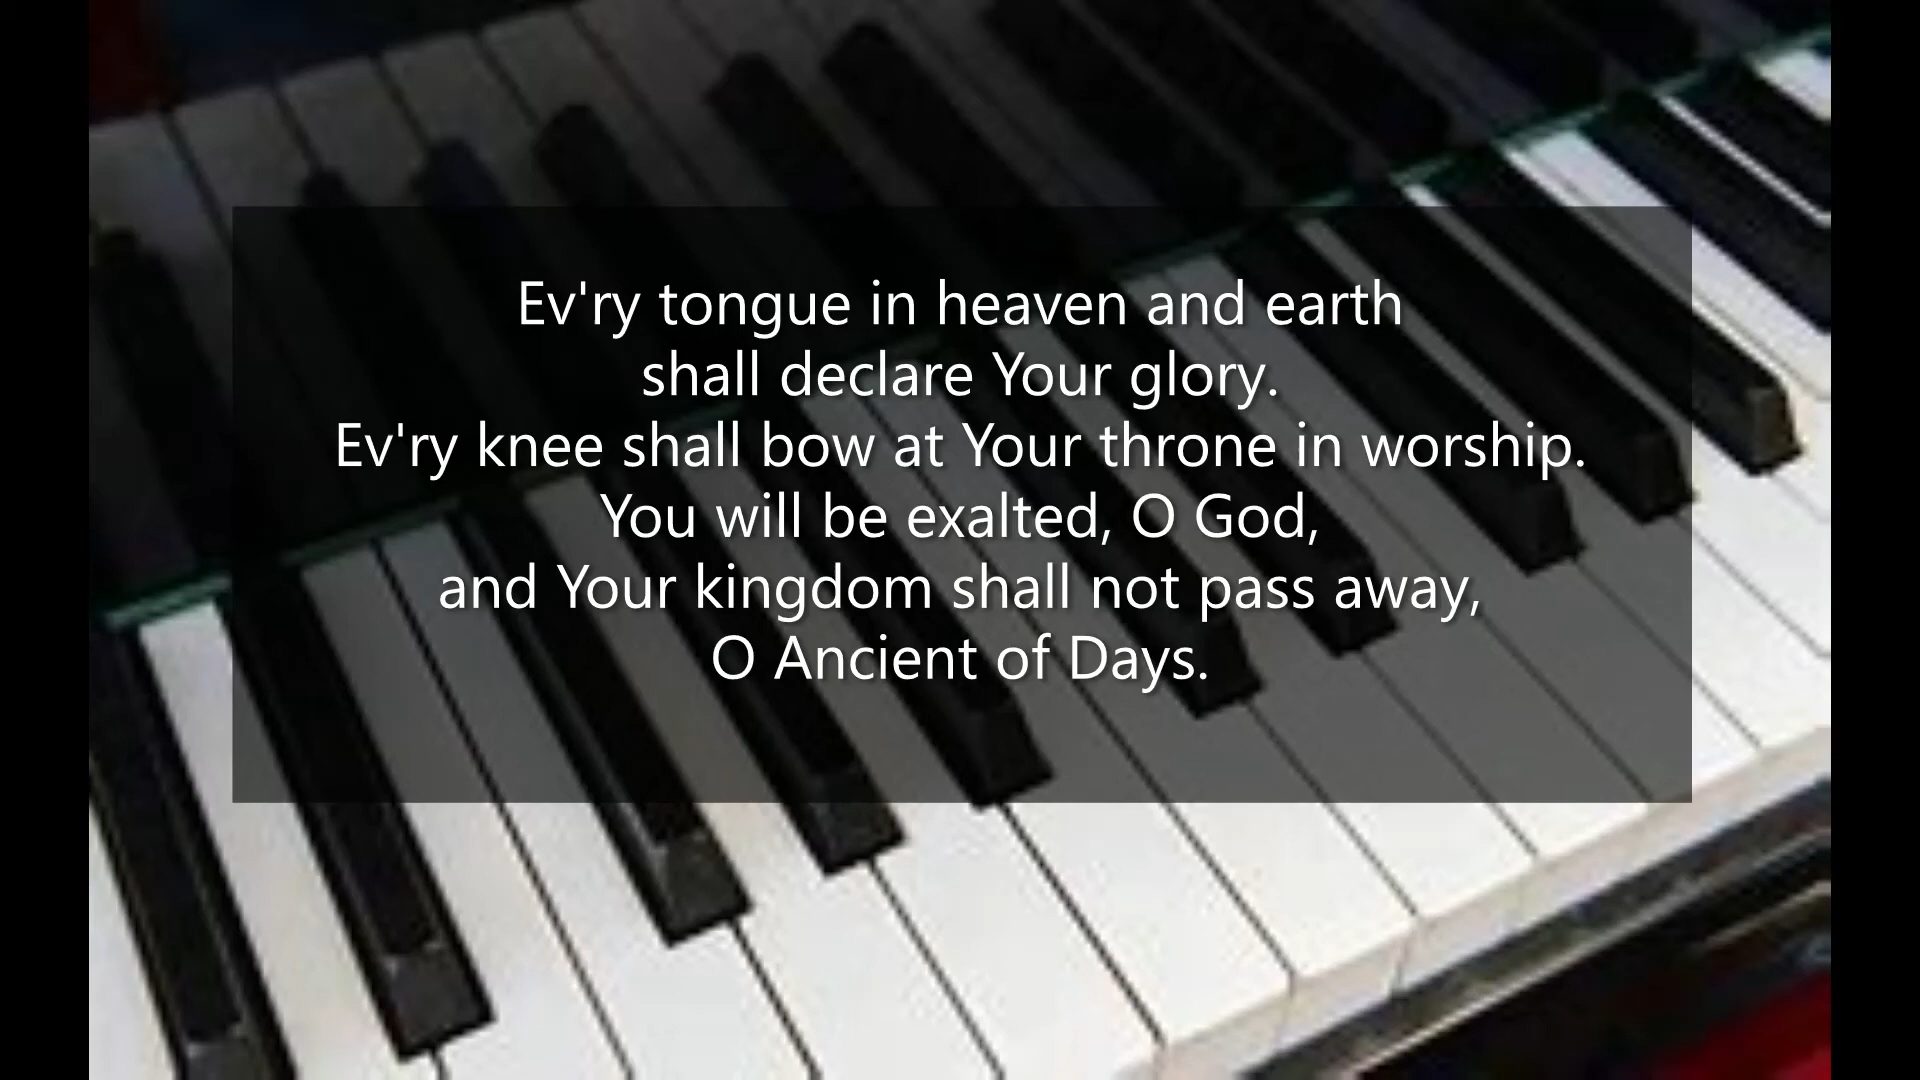 Ev'ry tongue in heaven and earth
shall declare Your glory.
Ev'ry knee shall bow at Your throne in worship.
You will be exalted, O God,
and Your kingdom shall not pass away,
O Ancient of Days.